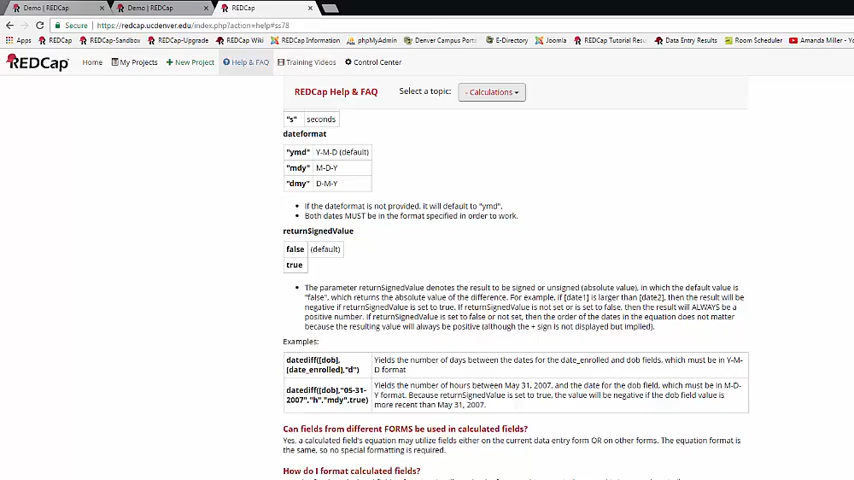 Demo | REDCap
Demo | REDCap
REDCap
Secure https://redcap.ucdenver.edu/index.php?action=help#ss78
Apps REDCap REDCap-Sandbox REDCap-Upgrade REDCap Wiki REDCap Information phpMyAdmin Denver Campus Port E-Directory Joomla REDCap Tutorial Resu Data Entry Results Room Scheduler Amanda Miller - Yo
REDCap Home My Projects + New Project ? Help & FAQ Training Videos Control Center
REDCap Help & FAQ Select a topic: - Calculations
"s" seconds
dateformat
"ymd" Y-M-D (default)
"mdy" M-D-Y
"dmy" D-M-Y
• If the dateformat is not provided, it will default to "ymd".
• Both dates MUST be in the format specified in order to work.
returnSignedValue
false (default)
true
• The parameter returnSignedValue denotes the result to be signed or unsigned (absolute value), in which the default value is
"false", which returns the absolute value of the difference. For example, if [date1] is larger than [date2], then the result will be
negative if returnSignedValue is set to true. If returnSignedValue is not set or is set to false, then the result will ALWAYS be a
positive number. If returnSignedValue is set to false or not set, then the order of the dates in the equation does not matter
because the resulting value will always be positive (although the + sign is not displayed but implied).
Examples:
datediff([dob],
[date_enrolled],"d")
Yields the number of days between the dates for the date_enrolled and dob fields, which must be in Y-M-
D format
datediff([dob],"05-31-
2007","h","mdy",true)
Yields the number of hours between May 31, 2007, and the date for the dob field, which must be in M-D-
Y format. Because returnSignedValue is set to true, the value will be negative if the dob field value is
more recent than May 31, 2007.
Can fields from different FORMS be used in calculated fields?
Yes, a calculated field's equation may utilize fields either on the current data entry form OR on other forms. The equation format is
the same, so no special formatting is required.
How do I format calculated fields?